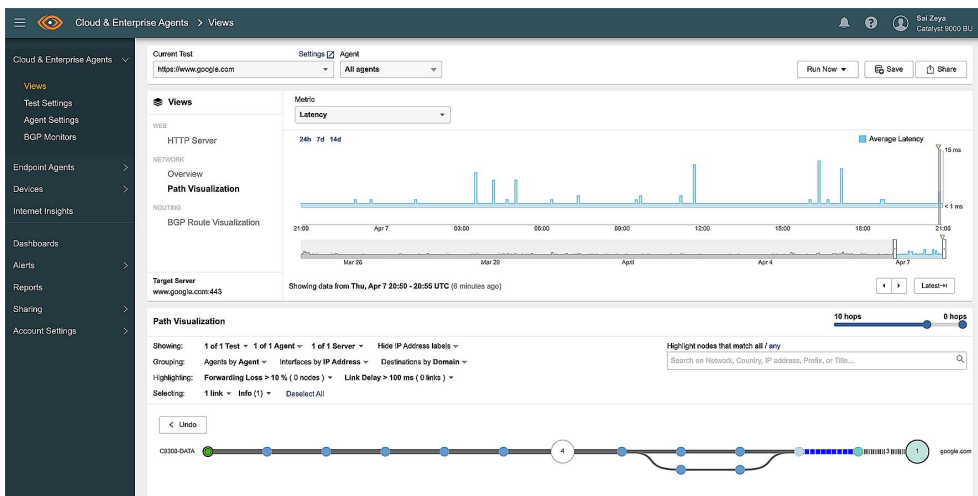 Cloud & Enterprise Agents > Views
Sai Zeya
Catalyst 9000 BU
Cloud & Enterprise Agents
Views
Test Settings
Agent Settings
BGP Monitors
Endpoint Agents
Devices
Internet Insights
Dashboards
Alerts
Reports
Sharing
Account Settings
Current Test
Settings
Agent
https://www.google.com
All agents
Run Now
Save
Share
Views
WEB
HTTP Server
NETWORK
Overview
Path Visualization
ROUTING
BGP Route Visualization
Target Server
www.google.com:443
Metric
Latency
24h 7d 14d
Average Latency
15 ms
< 1 ms
21:00 Apr 7 03:00 06:00 09:00 12:00 15:00 18:00 21:00
Mar 26 Mar 29 April Apr 4 Apr 7
Showing data from Thu, Apr 7 20:50 - 20:55 UTC (6 minutes ago)
Latest
Path Visualization
10 hops
0 hops
Showing: 1 of 1 Test 1 of 1 Agent 1 of 1 Server Hide IP Address labels
Grouping: Agents by Agent Interfaces by IP Address Destinations by Domain
Highlighting: Forwarding Loss > 10 % ( 0 nodes ) Link Delay > 100 ms ( 0 links )
Selecting: 1 link Info (1) Deselect All
Highlight nodes that match all / any
Search on Network, Country, IP address, Prefix, or Title...
< Undo
C9300-DATA
4
3
1
google.com